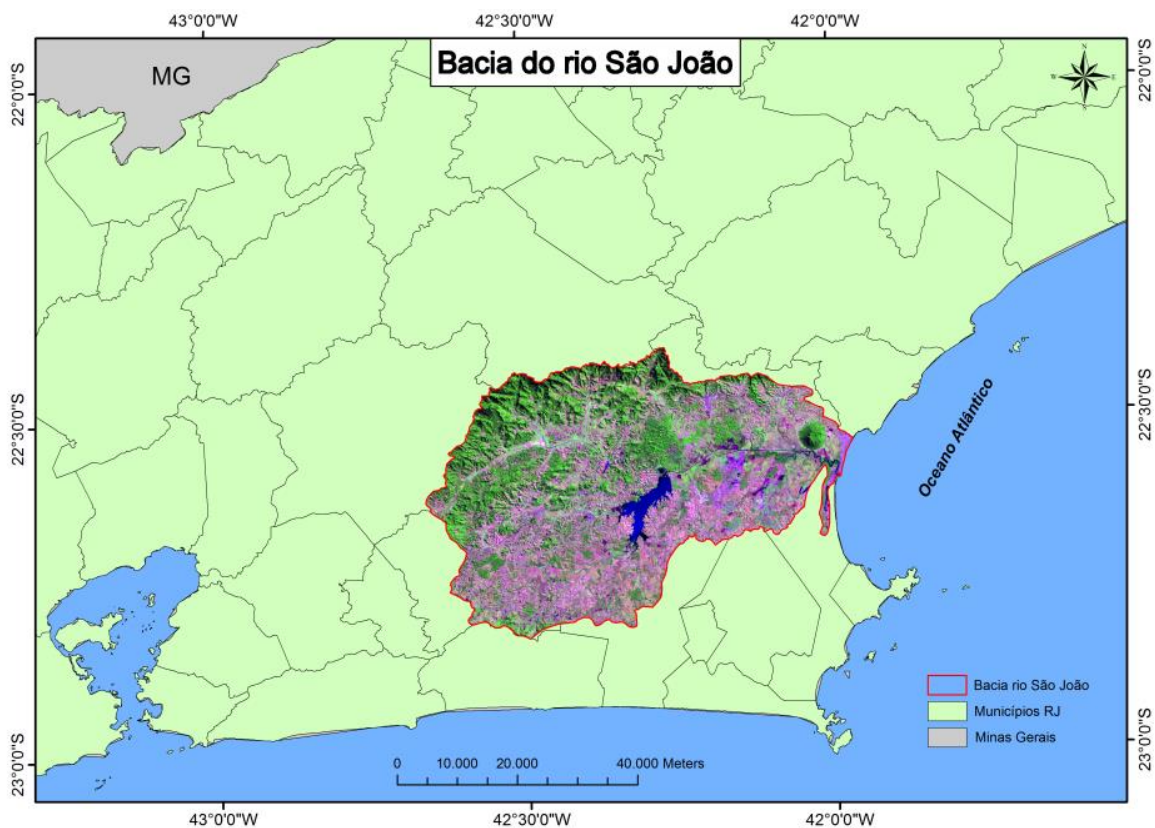 43°0'0"W 42°30'0"W 42°0'0"W
Bacia do rio São João
MG
N
W E
S
22°0'0"S 22°0'0"S
22°30'0"S 22°30'0"S
Oceano Atlântico
Bacia rio São João
Municípios RJ
Minas Gerais
23°0'0"S 23°0'0"S
0 10.000 20.000 40.000 Meters
43°0'0"W 42°30'0"W 42°0'0"W